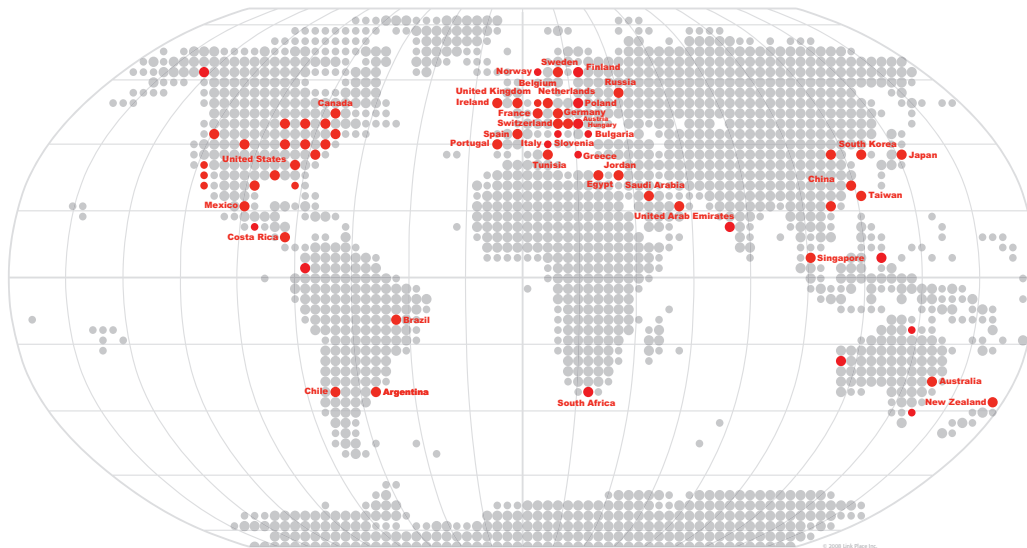 Sweden
Norway
Finland
Belgium
Russia
United Kingdom
Netherlands
Canada
Ireland
Poland
France
Germany
Switzerland
Austria
Hungary
Spain
Bulgaria
Portugal
Italy
Slovenia
South Korea
United States
Tunisia
Greece
Japan
Jordan
Egypt
Saudi Arabia
China
Taiwan
Mexico
United Arab Emirates
Costa Rica
Singapore
Brazil
Australia
Chile
Argentina
South Africa
New Zealand